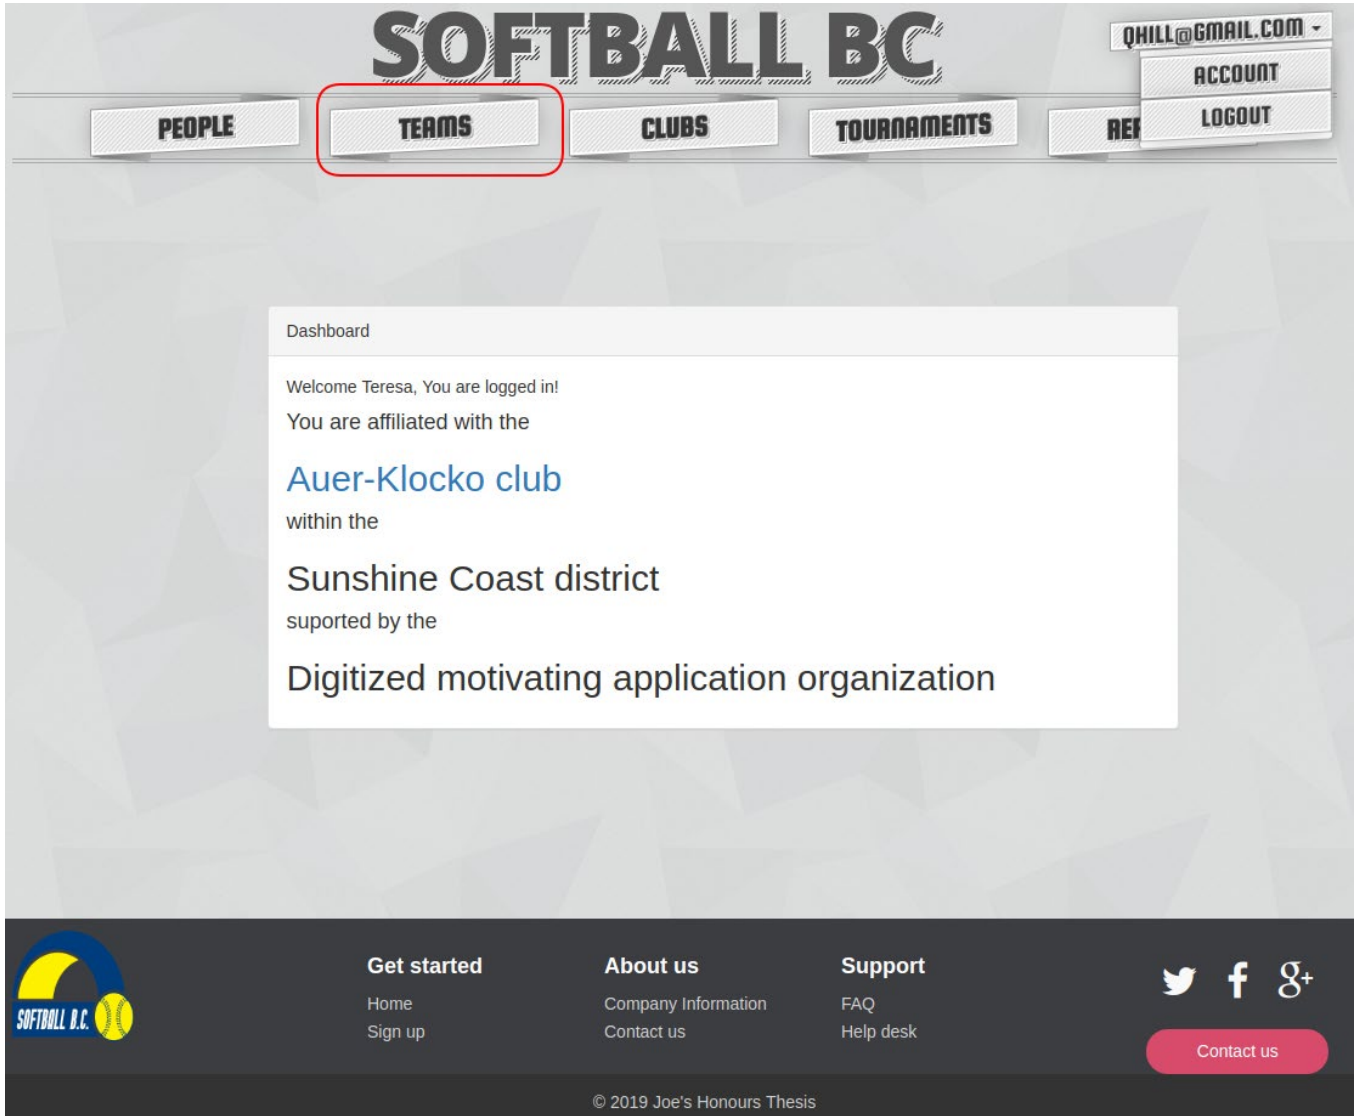 SOFTBALL BC
QHILL@GMAIL.COM
ACCOUNT
LOGOUT
PEOPLE
TEAMS
CLUBS
TOURNAMENTS
Dashboard
Welcome Teresa, You are logged in!
You are affiliated with the
Auer-Klocko club
within the
Sunshine Coast district
suported by the
Digitized motivating application organization
SOFTBALL B.C.
Get started
Home
Sign up
About us
Company Information
Contact us
Support
FAQ
Help desk
g+
Contact us
© 2019 Joe's Honours Thesis